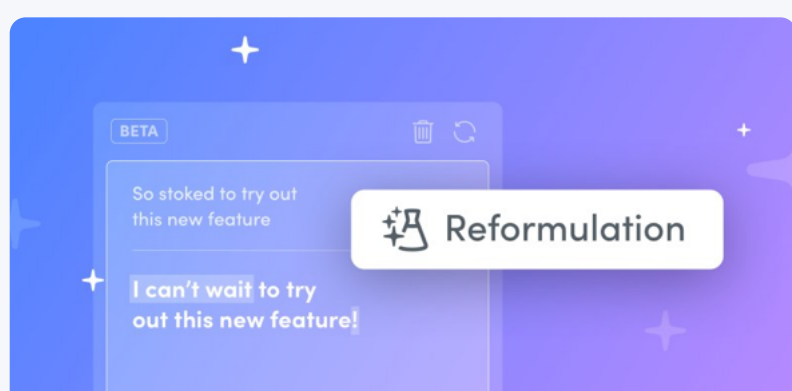 BETA
So stoked to try out
this new feature
Reformulation
I can't wait to try
out this new feature!